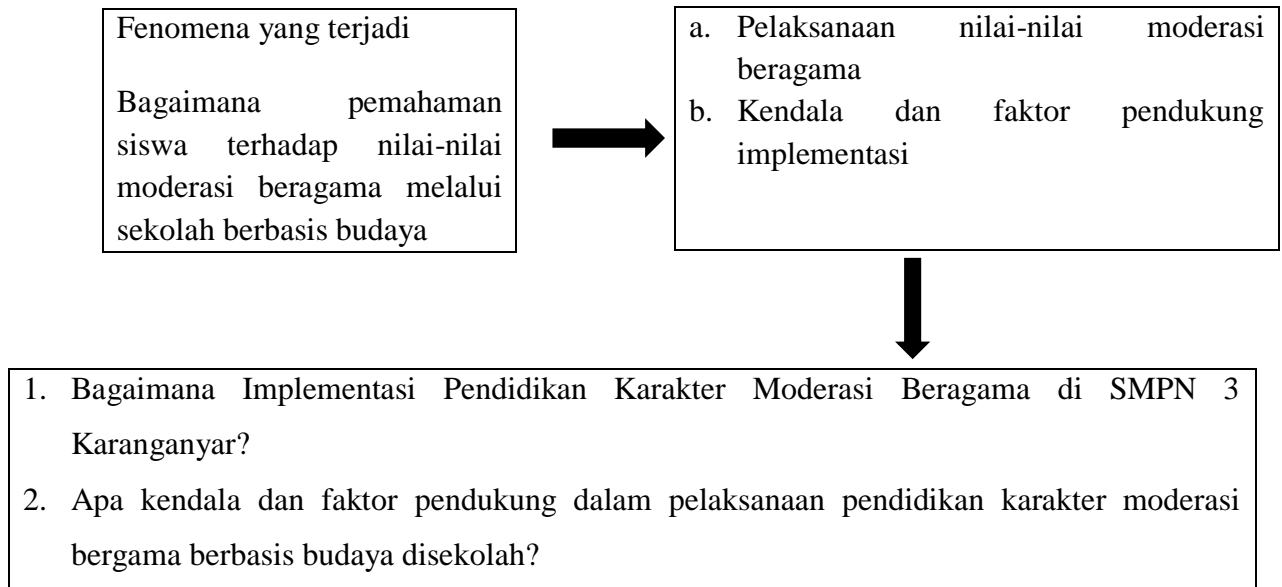 Fenomena yang terjadi
Bagaimana pemahaman
siswa terhadap nilai-nilai
moderasi beragama melalui
sekolah berbasis budaya
a. Pelaksanaan nilai-nilai moderasi
beragama
b. Kendala dan faktor pendukung
implementasi
1. Bagaimana Implementasi Pendidikan Karakter Moderasi Beragama di SMPN 3
Karanganyar?
2. Apa kendala dan faktor pendukung dalam pelaksanaan pendidikan karakter moderasi
bergama berbasis budaya disekolah?